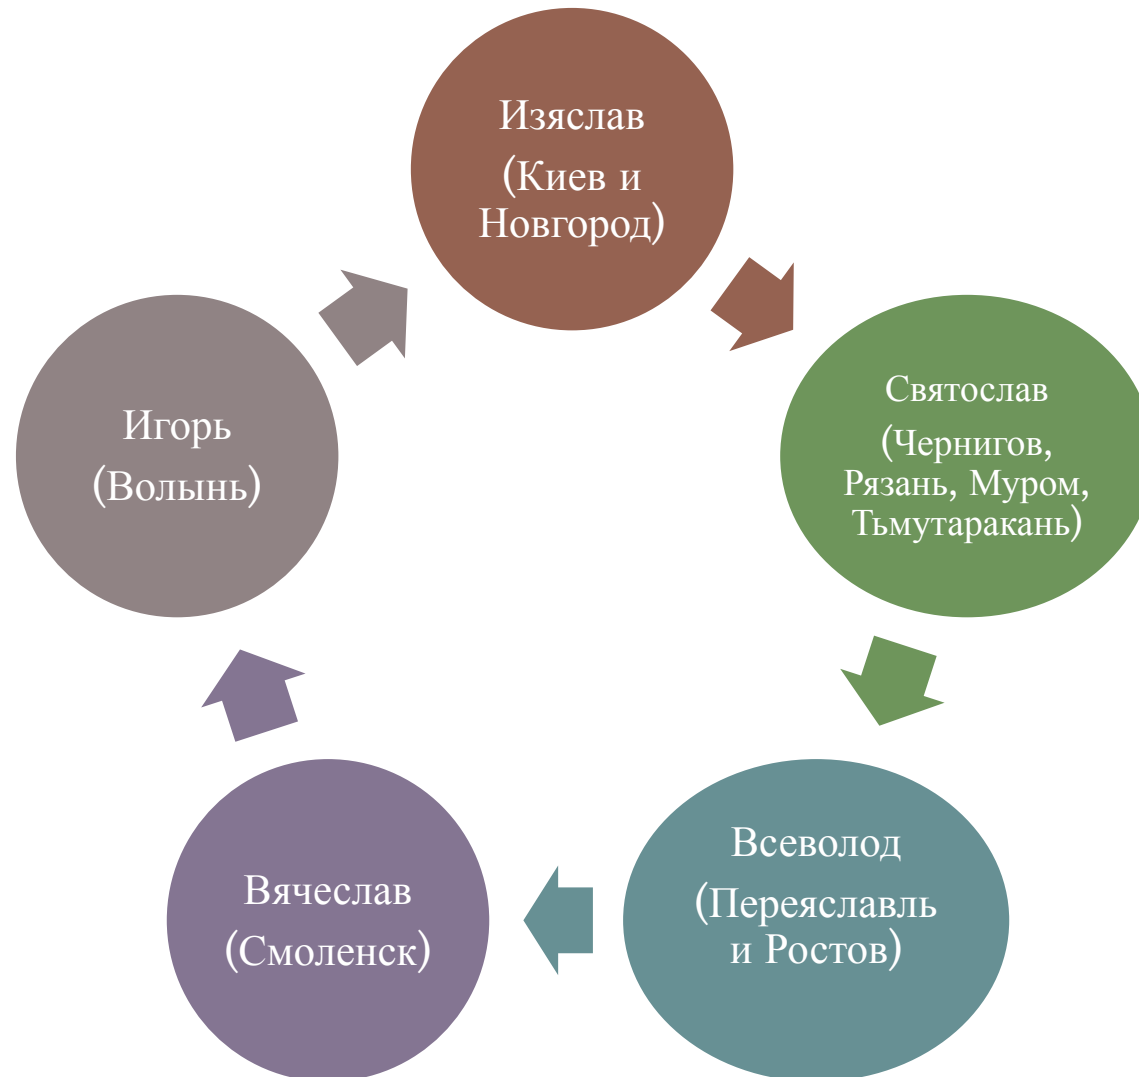 Изяслав
(Киев и
Новгород)
Святослав
(Чернигов,
Рязань, Муром,
Тьмутаракань)
Всеволод
(Переяславль
и Ростов)
Вячеслав
(Смоленск)
Игорь
(Волынь)